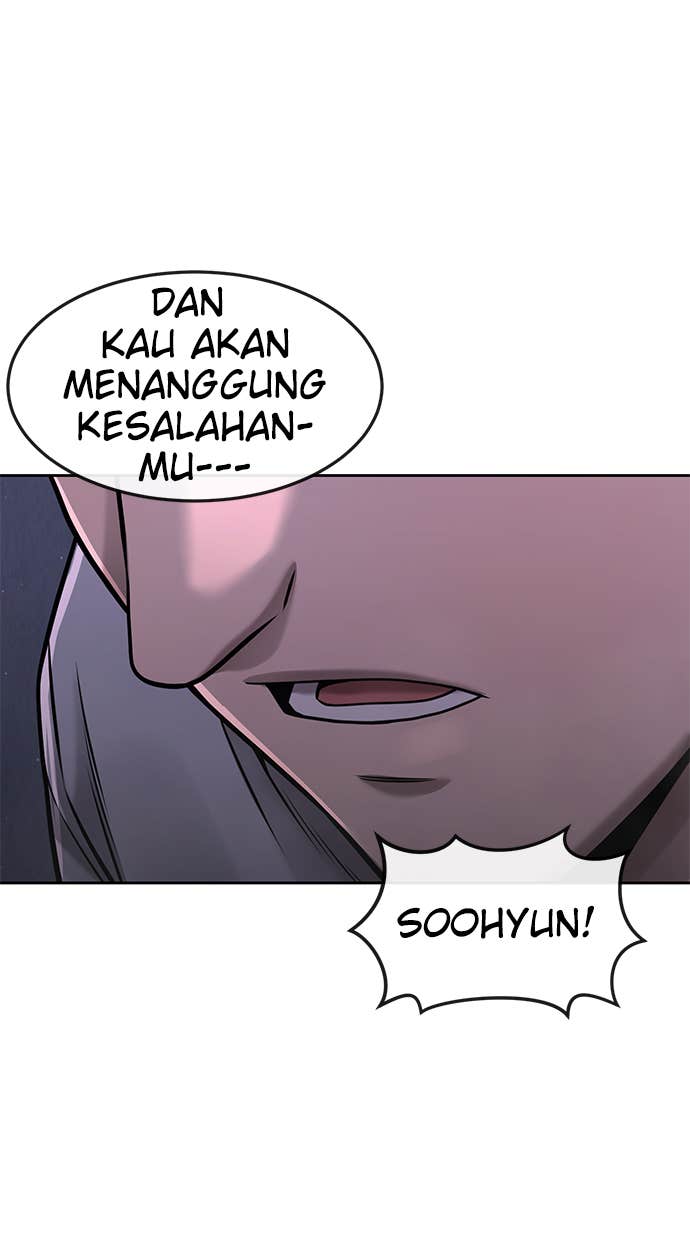 DAN
KAU AKAN
MENANGGUNG
KESALAHAN-
MU---
SOOHYUN!